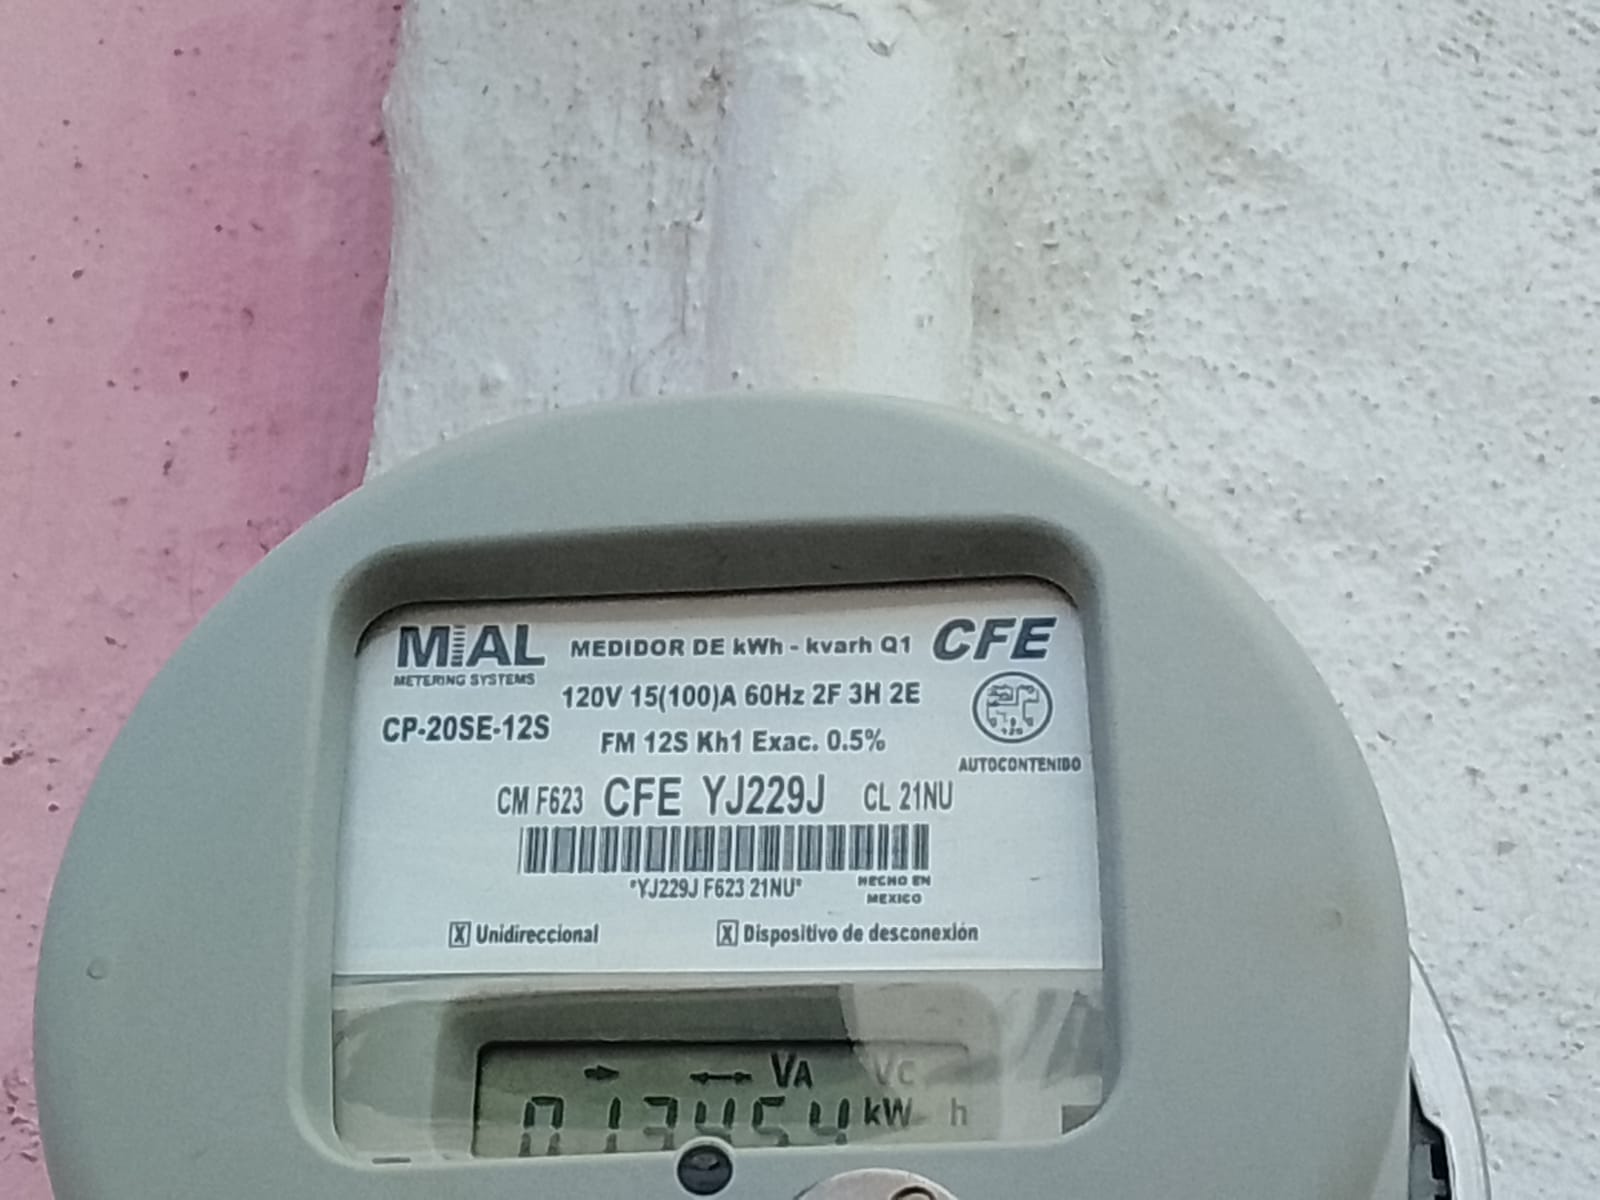 MIAL
METERING SYSTEMS
MEDIDOR DE kWh - kvarh Q1
CFE
120V 15(100)A 60Hz 2F 3H 2E
CP-20SE-12S
FM 12S Kh1 Exac. 0.5%
12S
AUTOCONTENIDO
CM F623 CFE YJ229J CL 21NU
*YJ229J F623 21NU*
HECHO EN
MEXICO
X Unidireccional
X Dispositivo de desconexión
VA VC
kW h